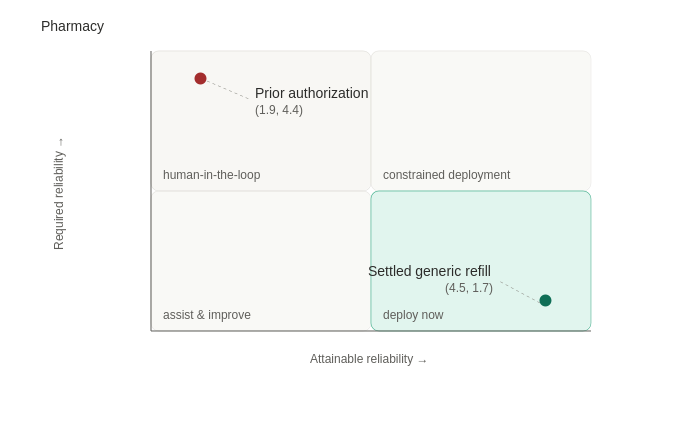 Pharmacy
Prior authorization
(1.9, 4.4)
human-in-the-loop
constrained deployment
Required reliability →
Settled generic refill
(4.5, 1.7)
assist & improve
deploy now
Attainable reliability →